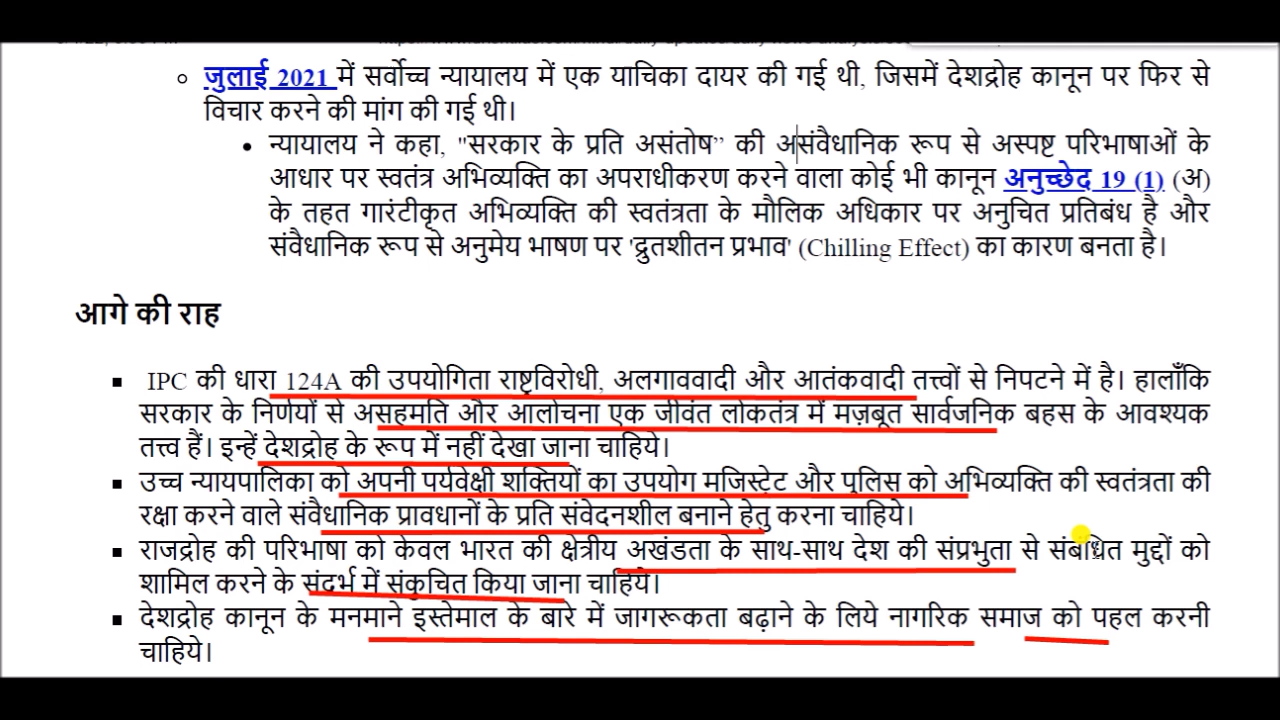 जुलाई 2021 में सर्वोच्च न्यायालय में एक याचिका दायर की गई थी, जिसमें देशद्रोह कानून पर फिर से
विचार करने की मांग की गई थी।
न्यायालय ने कहा, "सरकार के प्रति असंतोष” की असंवैधानिक रूप से अस्पष्ट परिभाषाओं के
आधार पर स्वतंत्र अभिव्यक्ति का अपराधीकरण करने वाला कोई भी कानून अनुच्छेद 19 (1) (अ)
के तहत गारंटीकृत अभिव्यक्ति की स्वतंत्रता के मौलिक अधिकार पर अनुचित प्रतिबंध है और
संवैधानिक रूप से अनुमेय भाषण पर 'द्रुतशीतन प्रभाव' (Chilling Effect) का कारण बनता है।
आगे की राह
IPC की धारा 124A की उपयोगिता राष्ट्रविरोधी, अलगाववादी और आतंकवादी तत्त्वों से निपटने में है। हालाँकि
सरकार के निर्णयों से असहमति और आलोचना एक जीवंत लोकतंत्र में मज़बूत सार्वजनिक बहस के आवश्यक
तत्त्व हैं। इन्हें देशद्रोह के रूप में नहीं देखा जाना चाहिये।
उच्च न्यायपालिका को अपनी पर्यवेक्षी शक्तियों का उपयोग मजिस्ट्रेट और पुलिस को अभिव्यक्ति की स्वतंत्रता की
रक्षा करने वाले संवैधानिक प्रावधानों के प्रति संवेदनशील बनाने हेतु करना चाहिये।
राजद्रोह की परिभाषा को केवल भारत की क्षेत्रीय अखंडता के साथ-साथ देश की संप्रभुता से संबंधित मुद्दों को
शामिल करने के संदर्भ में संकुचित किया जाना चाहिये।
देशद्रोह कानून के मनमाने इस्तेमाल के बारे में जागरूकता बढ़ाने के लिये नागरिक समाज को पहल करनी
चाहिये।